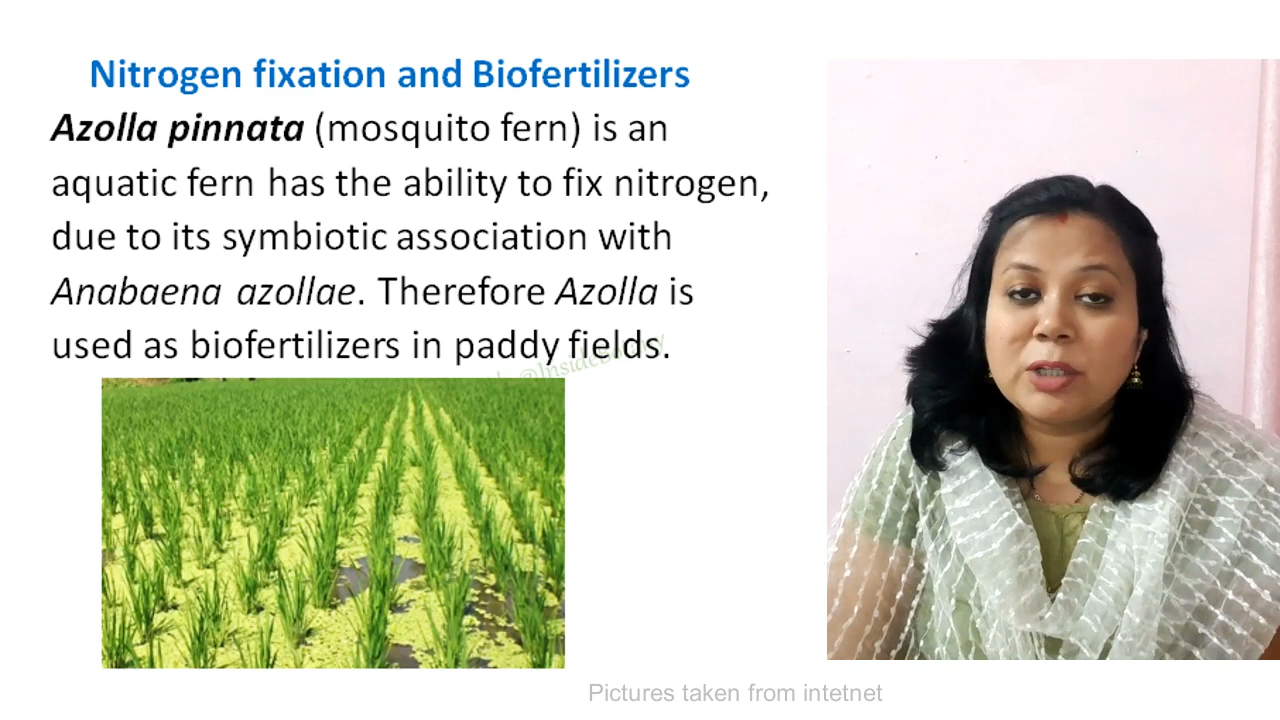 Nitrogen fixation and Biofertilizers
Azolla pinnata (mosquito fern) is an
aquatic fern has the ability to fix nitrogen,
due to its symbiotic association with
Anabaena azollae. Therefore Azolla is
used as biofertilizers in paddy fields.
Pictures taken from intetnet